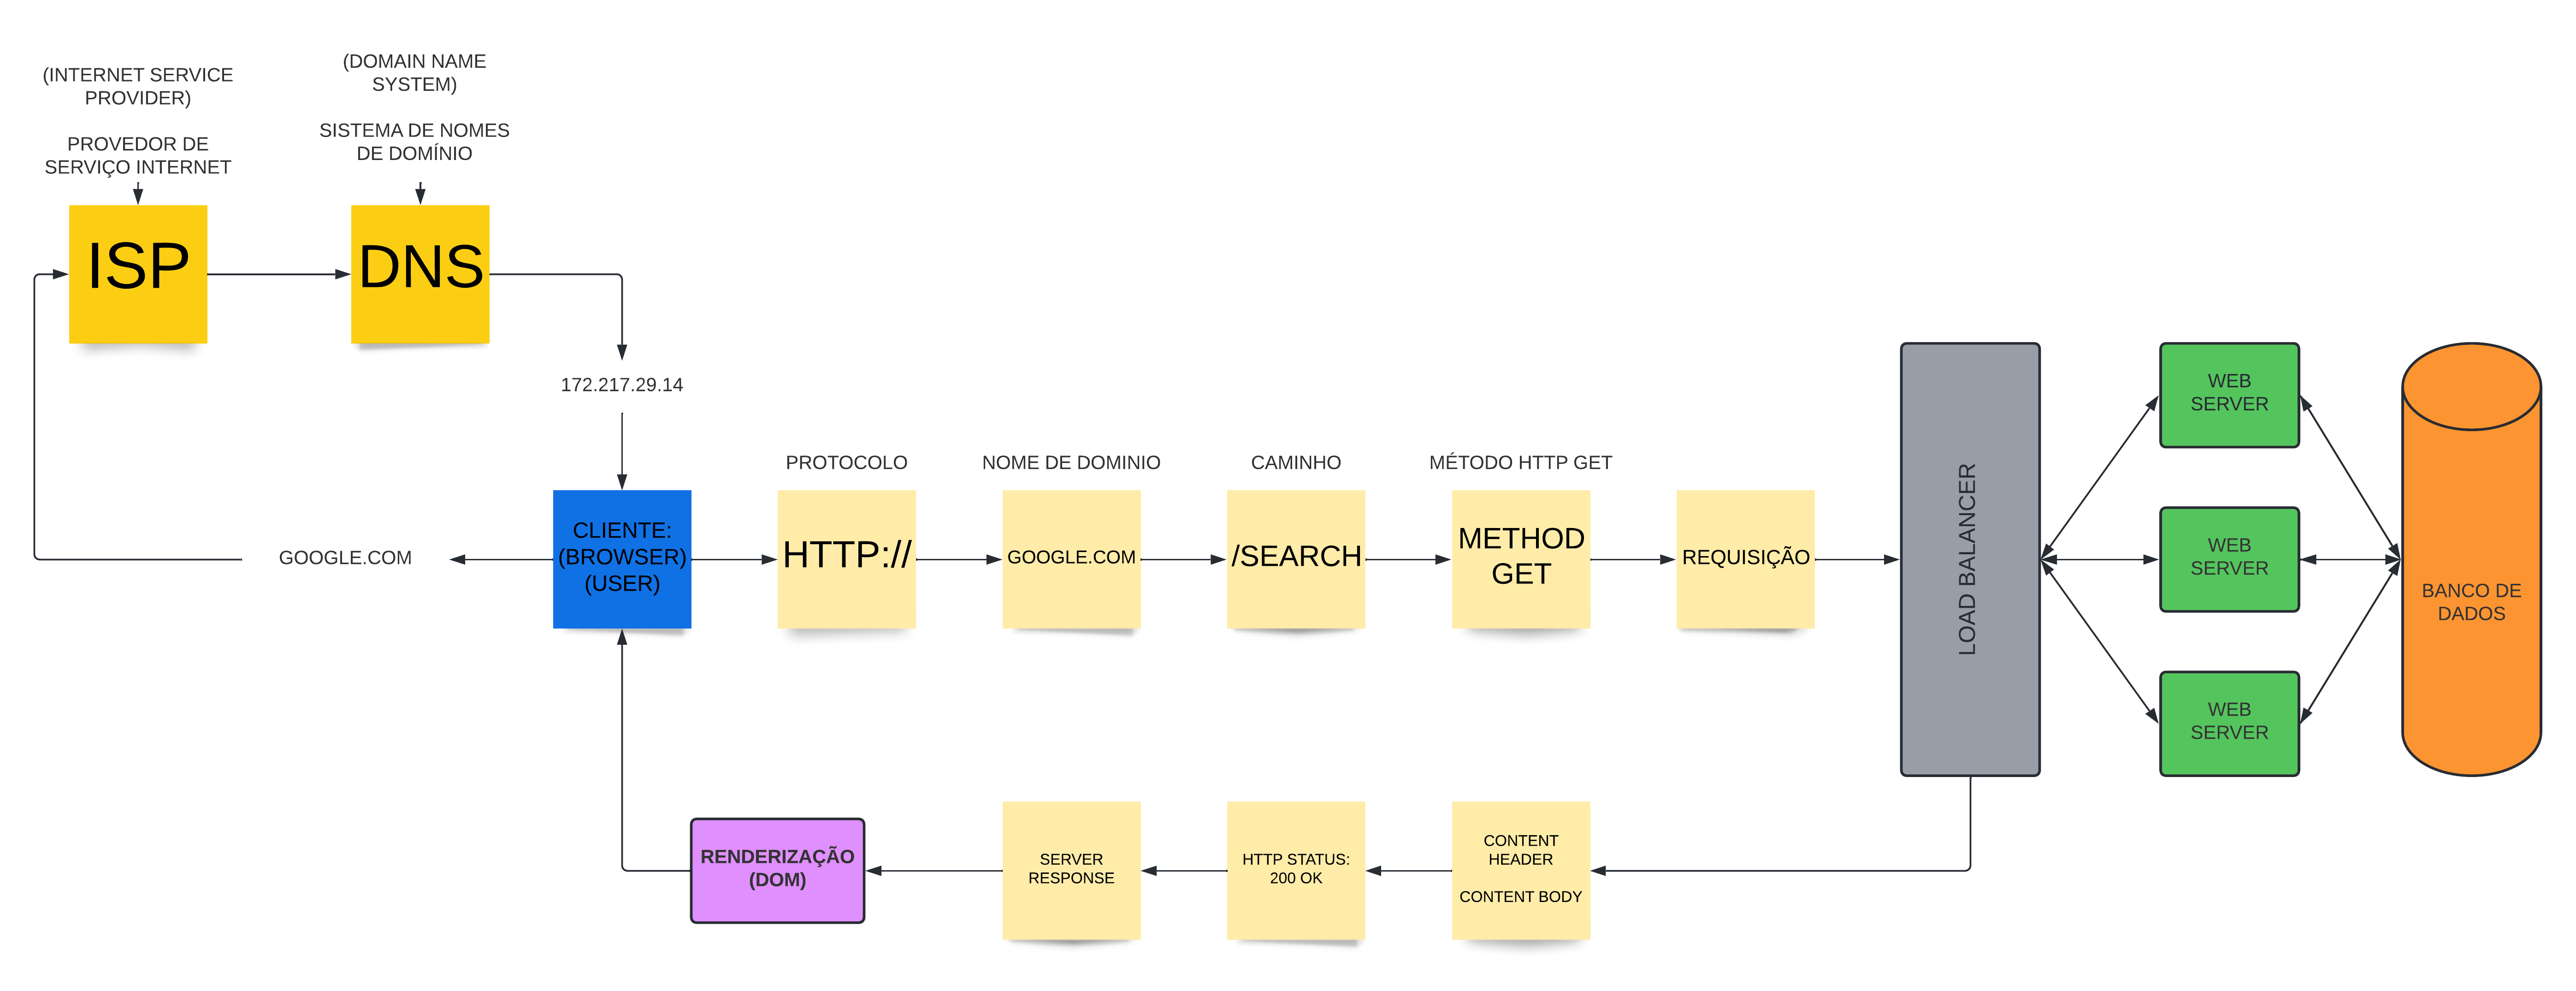 (INTERNET SERVICE
PROVIDER)
PROVEDOR DE
SERVIÇO INTERNET
(DOMAIN NAME
SYSTEM)
SISTEMA DE NOMES
DE DOMÍNIO
ISP
DNS
172.217.29.14
GOOGLE.COM
CLIENTE:
(BROWSER)
(USER)
PROTOCOLO
HTTP://
NOME DE DOMINIO
GOOGLE.COM
CAMINHO
/SEARCH
MÉTODO HTTP GET
METHOD
GET
REQUISIÇÃO
LOAD BALANCER
WEB
SERVER
WEB
SERVER
WEB
SERVER
BANCO DE
DADOS
RENDERIZAÇÃO
(DOM)
SERVER
RESPONSE
HTTP STATUS:
200 OK
CONTENT
HEADER
CONTENT BODY